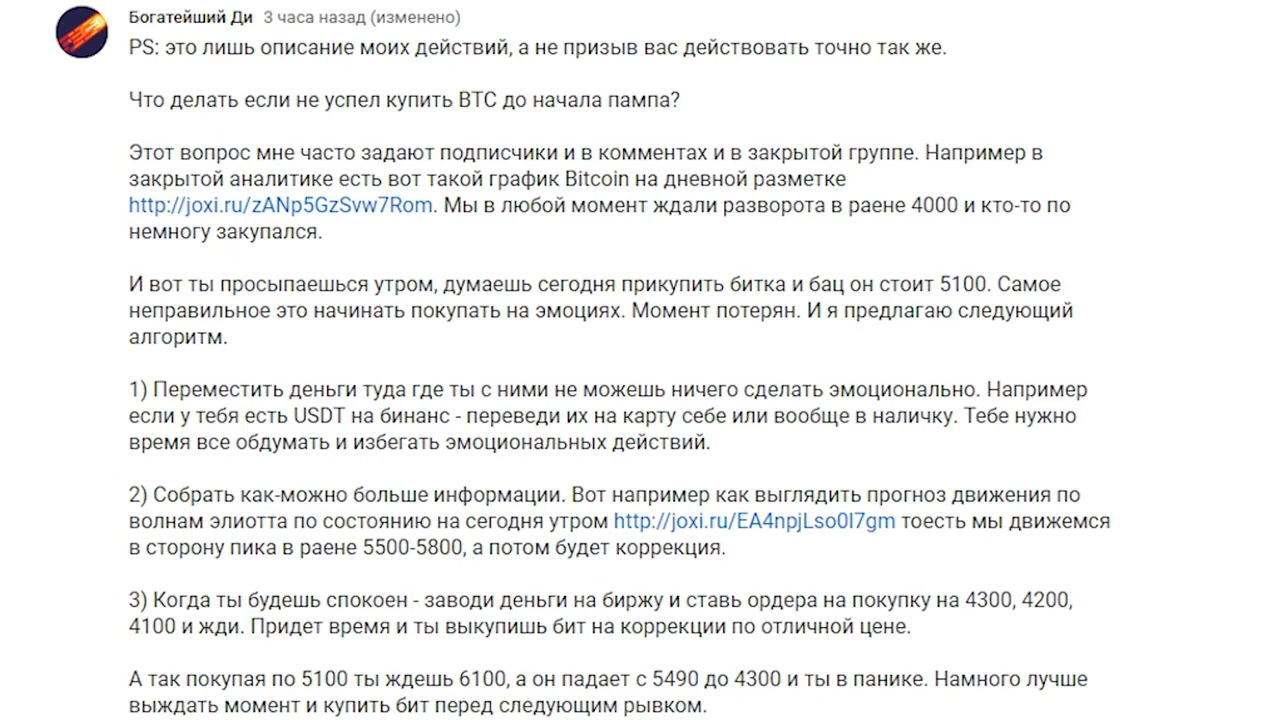 Богатейший Ди 3 часа назад (изменено)
PS: это лишь описание моих действий, а не призыв вас действовать точно так же.
Что делать если не успел купить BTC до начала пампа?
Этот вопрос мне часто задают подписчики и в комментах и в закрытой группе. Например в
закрытой аналитике есть вот такой график Bitcoin на дневной разметке
http://joxi.ru/zANp5GzSvw7Rom. Мы в любой момент ждали разворота в раене 4000 и кто-то по
немногу закупался.
И вот ты просыпаешься утром, думаешь сегодня прикупить битка и бац он стоит 5100. Самое
неправильное это начинать покупать на эмоциях. Момент потерян. И я предлагаю следующий
алгоритм.
1) Переместить деньги туда где ты с ними не можешь ничего сделать эмоционально. Например
если у тебя есть USDT на бинанс - переведи их на карту себе или вообще в наличку. Тебе нужно
время все обдумать и избегать эмоциональных действий.
2) Собрать как-можно больше информации. Вот например как выглядить прогноз движения по
волнам элиотта по состоянию на сегодня утром http://joxi.ru/EA4npjLso0l7gm тоесть мы движемся
в сторону пика в раене 5500-5800, а потом будет коррекция.
3) Когда ты будешь спокоен - заводи деньги на биржу и ставь ордера на покупку на 4300, 4200,
4100 и жди. Придет время и ты выкупишь бит на коррекции по отличной цене.
А так покупая по 5100 ты ждешь 6100, а он падает с 5490 до 4300 и ты в панике. Намного лучше
выждать момент и купить бит перед следующим рывком.